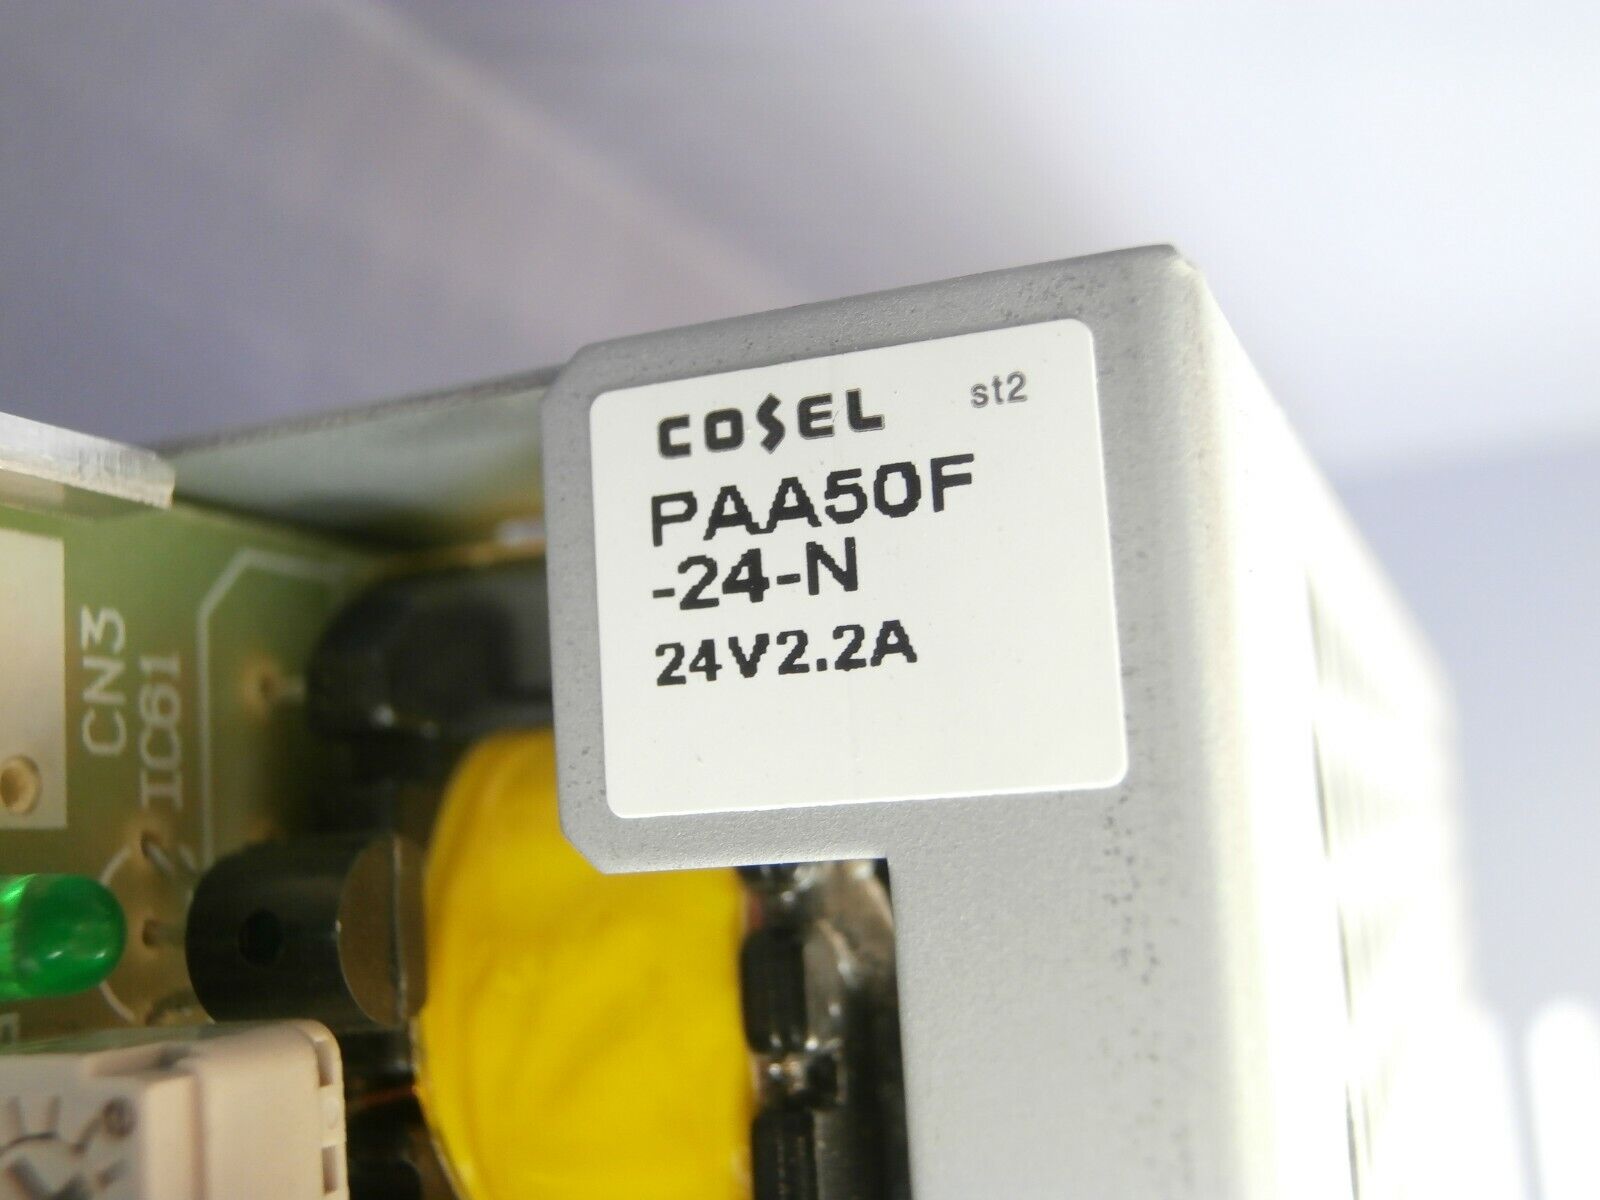 COSEL st2
PAA50F
-24-N
24V2.2A
CN3
IC61